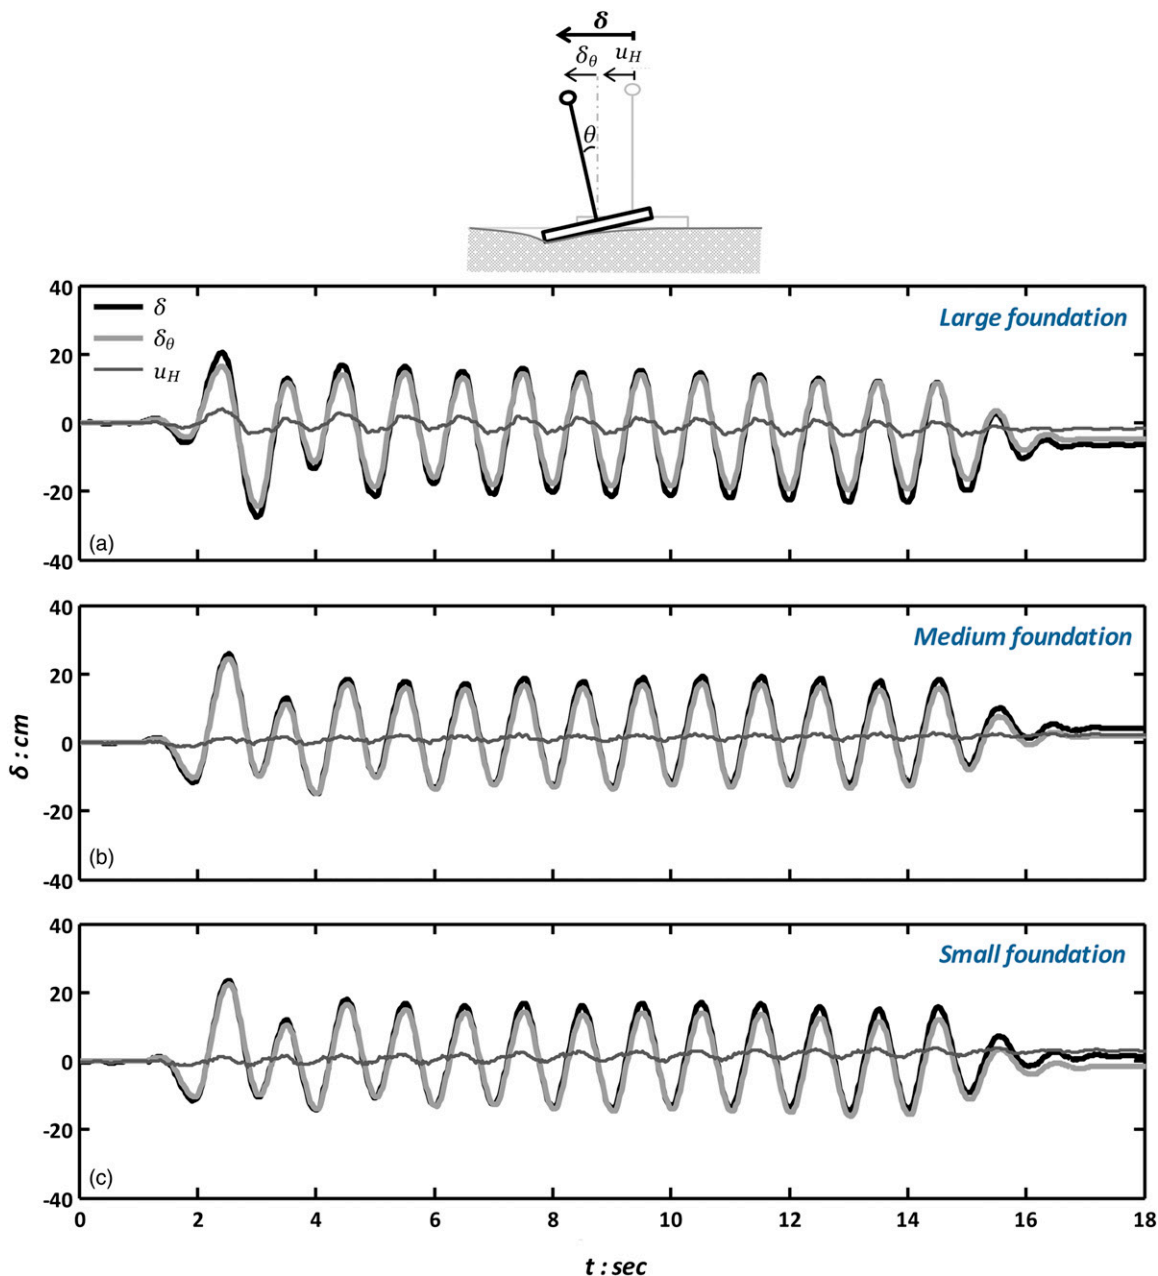 δ
δθ
uH
θ
40
20
0
-20
-40
δ
δθ
uH
Large foundation
(a)
40
20
0
-20
-40
Medium foundation
(b)
δ : cm
40
20
0
-20
-40
Small foundation
(c)
0 2 4 6 8 10 12 14 16 18
t : sec